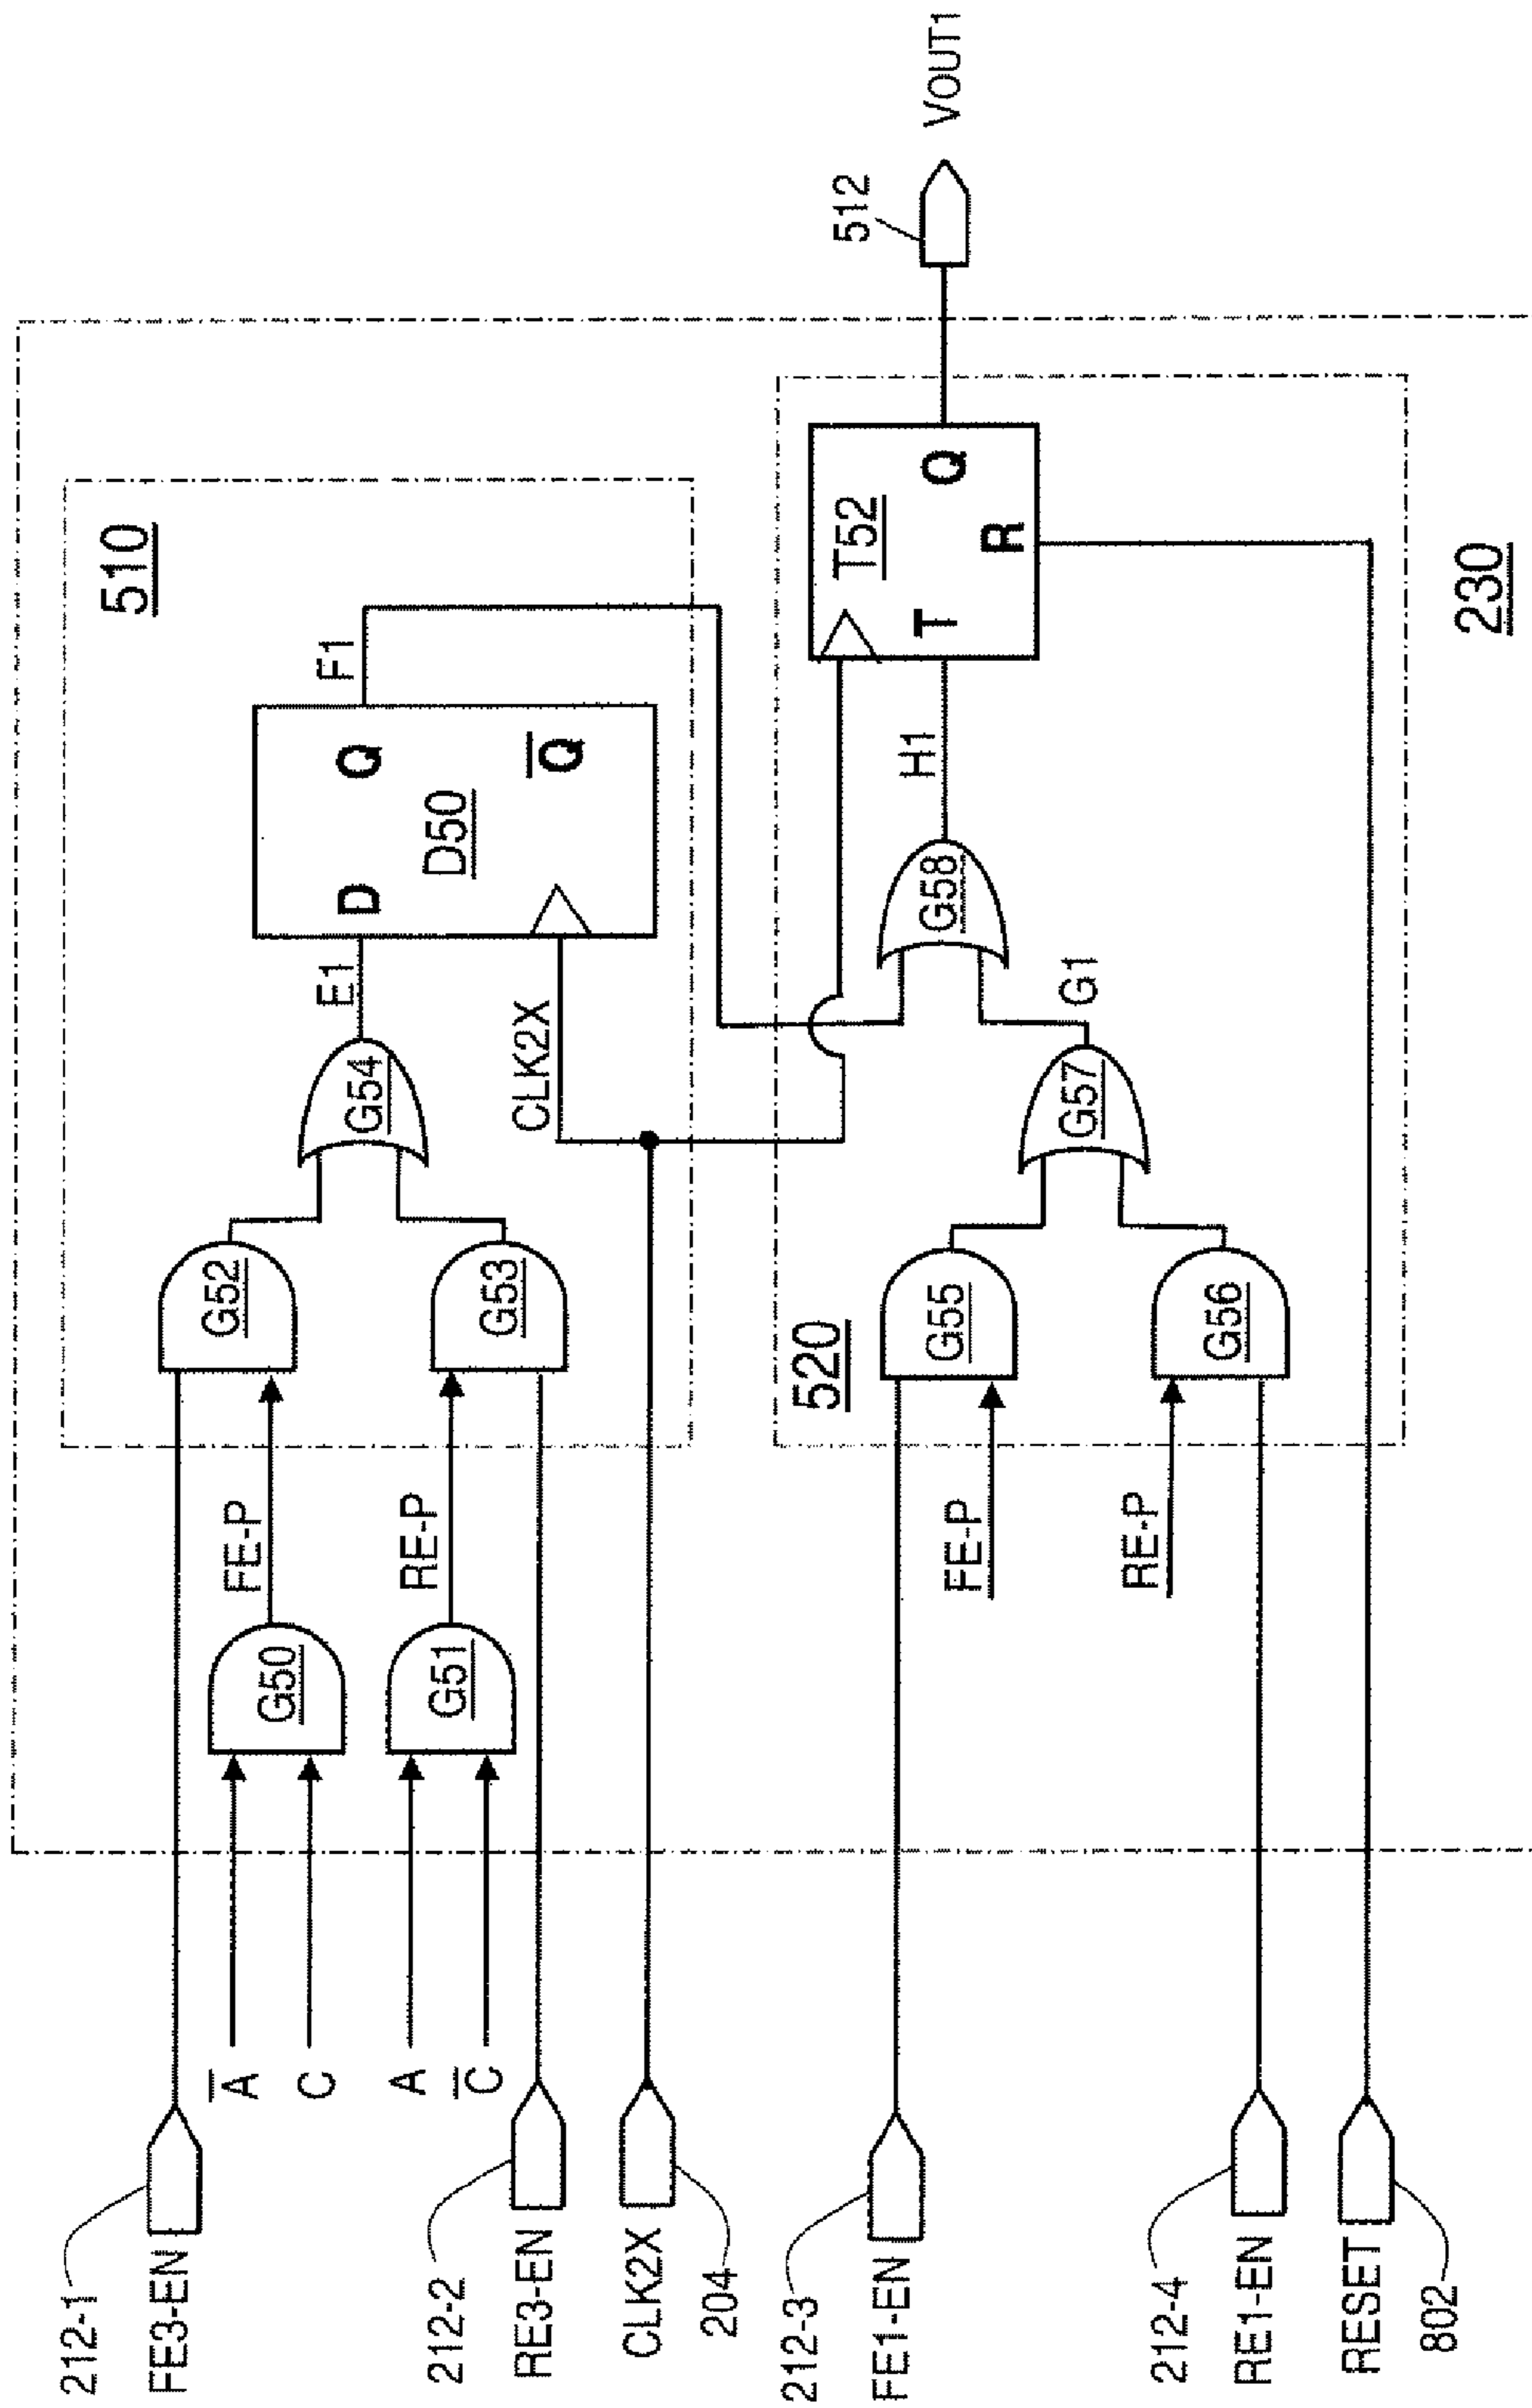 212-1
FE3-EN
A̅
C
A
C̅
212-2
RE3-EN
CLK2X
204
212-3
FE1-EN
212-4
RE1-EN
RESET
802
G50
FE-P
G51
RE-P
G52
G53
G54
E1
CLK2X
D
Q
Q̅
D50
F1
510
520
FE-P
RE-P
G55
G56
G57
G1
G58
H1
T52
T
Q
R
230
512
VOUT1